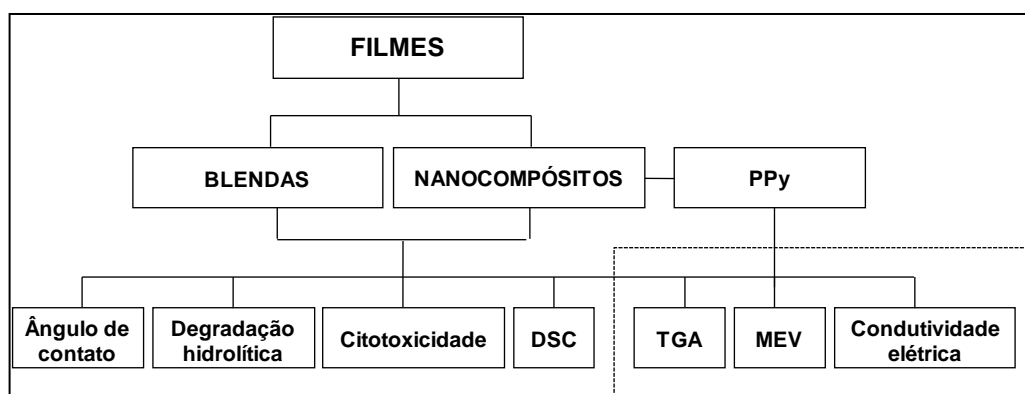 FILMES
BLENDAS
NANOCOMPÓSITOS
PPy
Ângulo de
contato
Degradação
hidrolítica
Citotoxicidade
DSC
TGA
MEV
Condutividade
elétrica